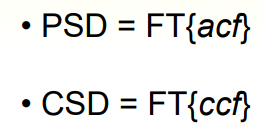 • PSD = FT{acf}
• CSD = FT{ccf}